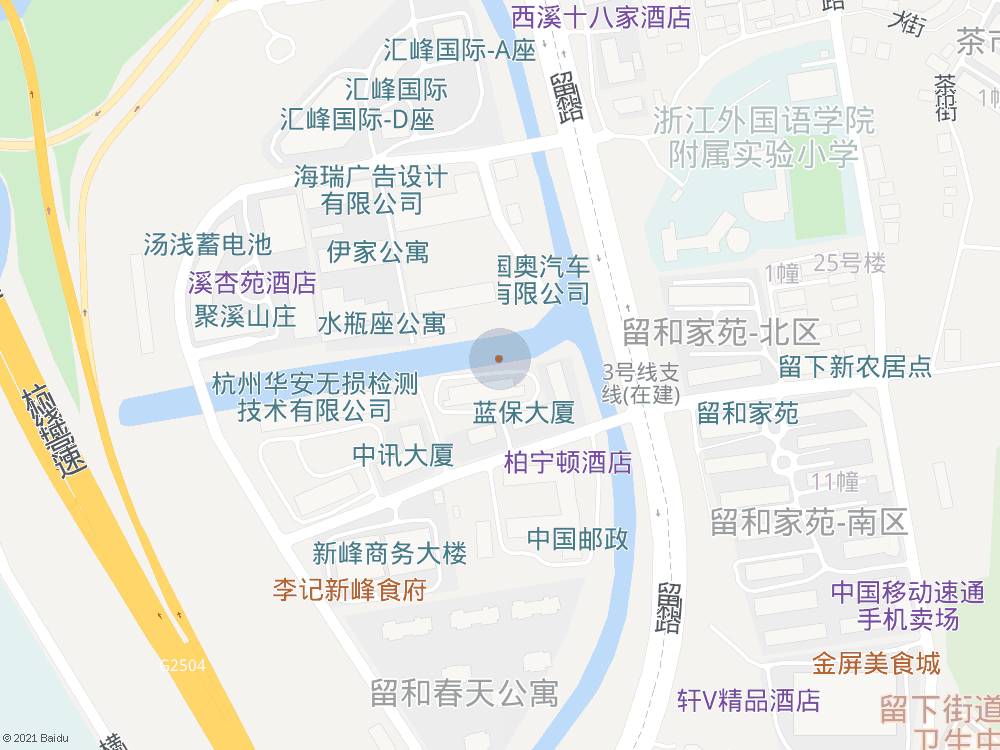 西溪十八家酒店
路
大街
汇峰国际-A座
茶市
汇峰国际
留和路
茶市街
汇峰国际-D座
浙江外国语学院
附属实验小学
海瑞广告设计
有限公司
汤浅蓄电池
伊家公寓
国奥汽车
有限公司
1幢
25号楼
溪杏苑酒店
聚溪山庄
水瓶座公寓
留和家苑-北区
3号线支
线(在建)
留下新农居点
杭州华安无损检测
技术有限公司
蓝保大厦
留和家苑
杭绕高速
中讯大厦
柏宁顿酒店
11幢
留和家苑-南区
新峰商务大楼
中国邮政
李记新峰食府
留和路
中国移动速通
手机卖场
G2504
金屏美食城
留和春天公寓
轩V精品酒店
留下街道
卫生中
横
© 2021 Baidu